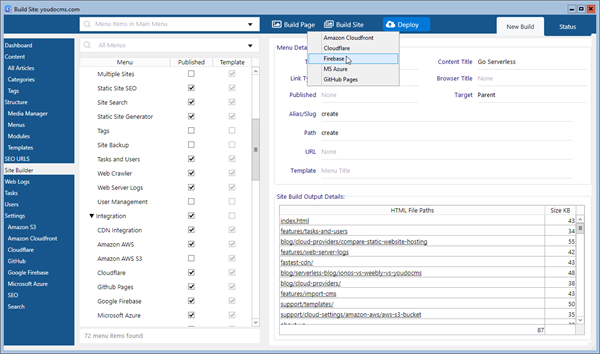 Build Site: youdocms.com
Menu Items in Main Menu
Build Page
Build Site
Deploy
New Build
Status
Dashboard
Content
All Articles
Categories
Tags
Structure
Media Manager
Menus
Modules
Templates
SEO URLS
Site Builder
Web Logs
Tasks
Users
Settings
Amazon S3
Amazon Cloudfront
Cloudflare
GitHub
Google Firebase
Microsoft Azure
SEO
Search
All Menus
Menu Published Template
Multiple Sites
Static Site SEO
Site Search
Static Site Generator
Tags
Site Backup
Tasks and Users
Web Crawler
Web Server Logs
User Management
Integration
CDN Integration
Amazon AWS
Amazon AWS S3
Cloudflare
Github Pages
Google Firebase
Microsoft Azure
72 menu items found
Amazon Cloudfront
Cloudflare
Firebase
MS Azure
GitHub Pages
Menu Deta
T
Content Title Go Serverless
Link Ty
Browser Title None
Published None
Target Parent
Alias/Slug create
Path create
URL None
Template Menu Title
Site Build Output Details:
HTML File Paths Size KB
index.html 43
features/tasks-and-users 34
blog/cloud-providers/compare-static-website-hosting 55
features/web-server-logs 42
fastest-cdn/ 43
blog/serverless-blog/ionos-vs-weebly-vs-youdocms 48
blog/cloud-providers/ 38
features/import-cms 43
support/templates/ 50
support/cloud-settings/amazon-aws/aws-s3-bucket 35
87